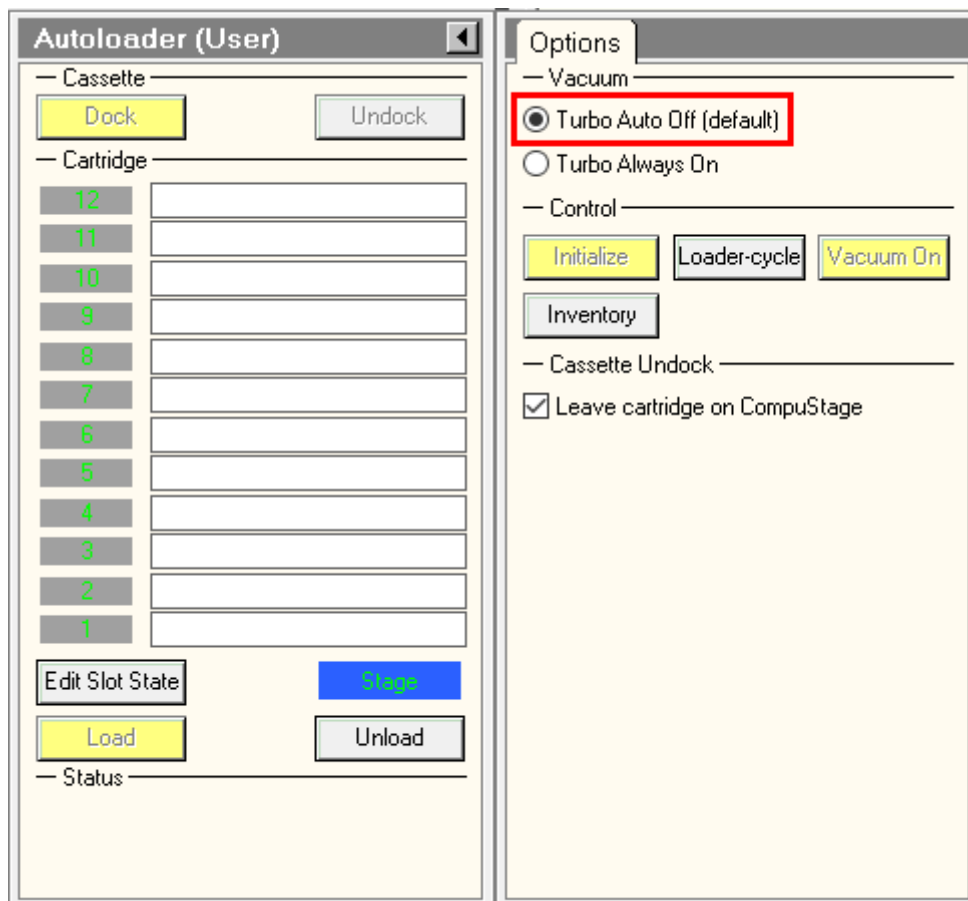 Autoloader (User)
Cassette
Dock Undock
Cartridge
12
11
10
9
8
7
6
5
4
3
2
1
Edit Slot State Stage
Load Unload
Status
Options
Vacuum
Turbo Auto Off (default)
Turbo Always On
Control
Initialize Loader-cycle Vacuum On
Inventory
Cassette Undock
Leave cartridge on CompuStage